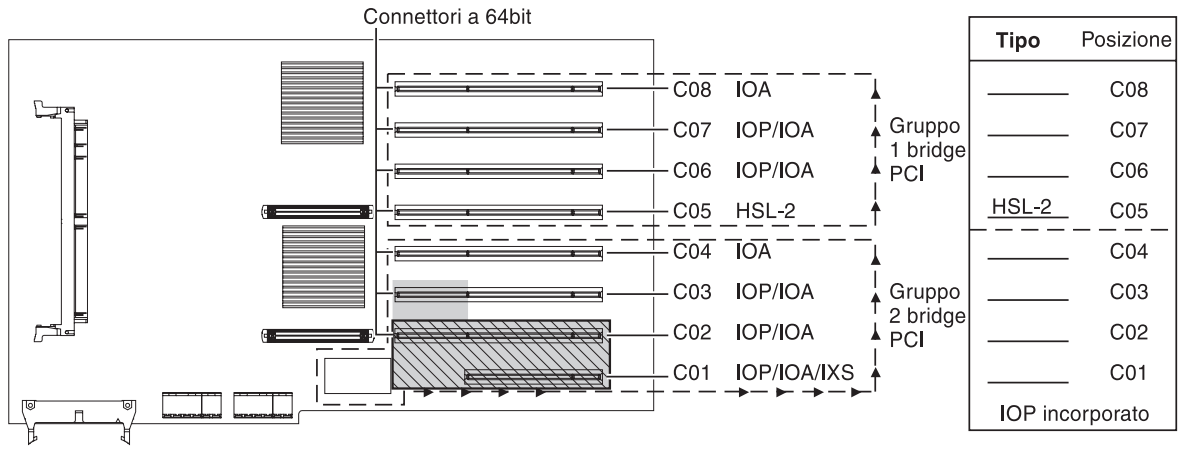 Connettori a 64bit
C08 IOA
C07 IOP/IOA
C06 IOP/IOA
C05 HSL-2
Gruppo
1 bridge
PCI
C04 IOA
C03 IOP/IOA
C02 IOP/IOA
C01 IOP/IOA/IXS
Gruppo
2 bridge
PCI
Tipo Posizione
C08
C07
C06
HSL-2 C05
C04
C03
C02
C01
IOP incorporato